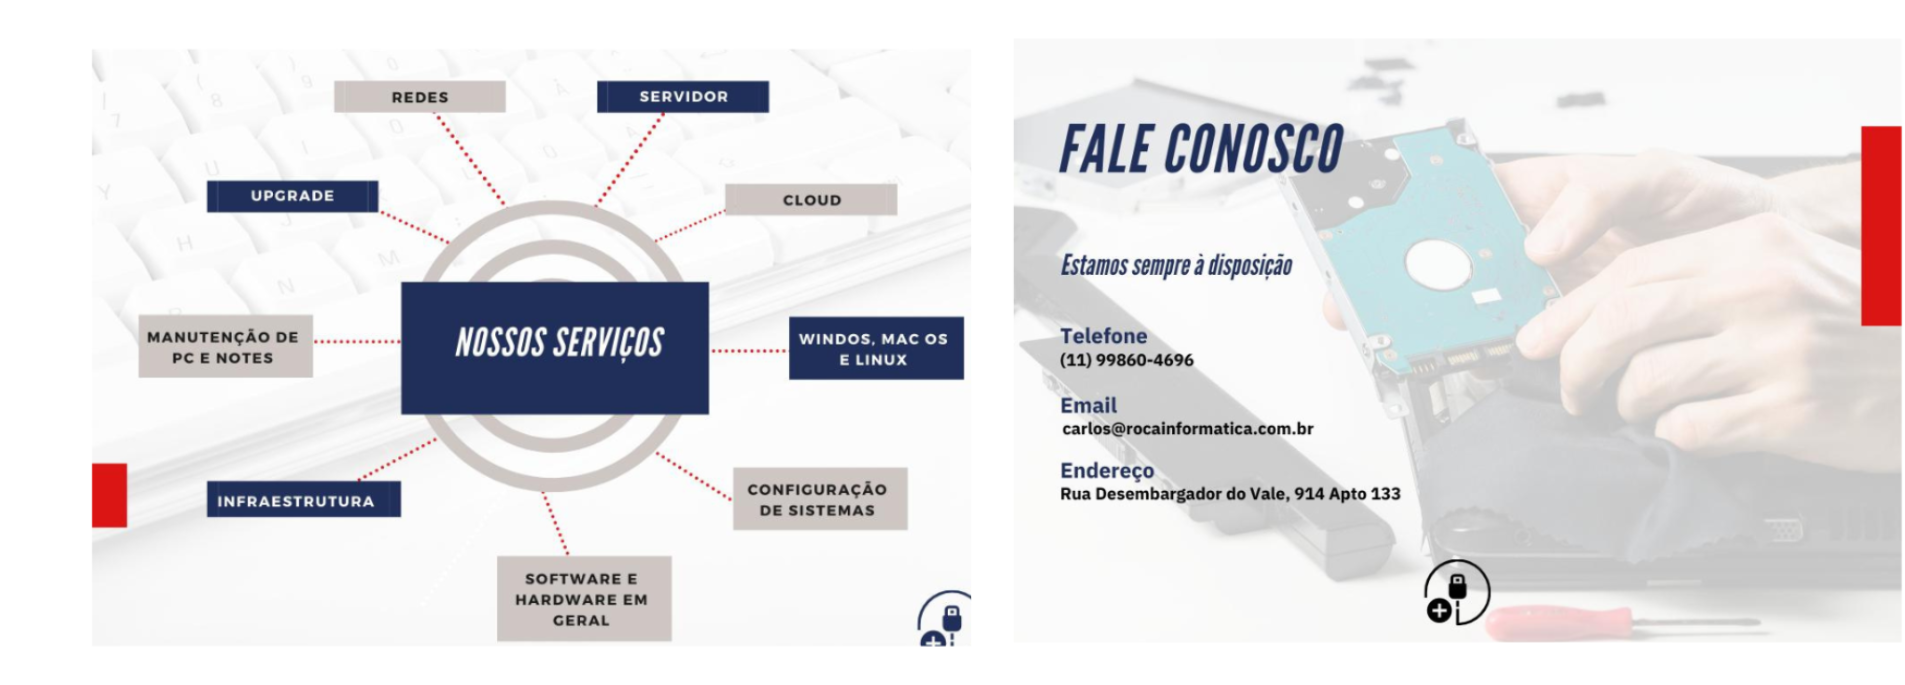 REDES
SERVIDOR
UPGRADE
CLOUD
MANUTENÇÃO DE
PC E NOTES
NOSSOS SERVIÇOS
WINDOS, MAC OS
E LINUX
INFRAESTRUTURA
CONFIGURAÇÃO
DE SISTEMAS
SOFTWARE E
HARDWARE EM
GERAL
FALE CONOSCO
Estamos sempre à disposição
Telefone
(11) 99860-4696
Email
carlos@rocainformatica.com.br
Endereço
Rua Desembargador do Vale, 914 Apto 133